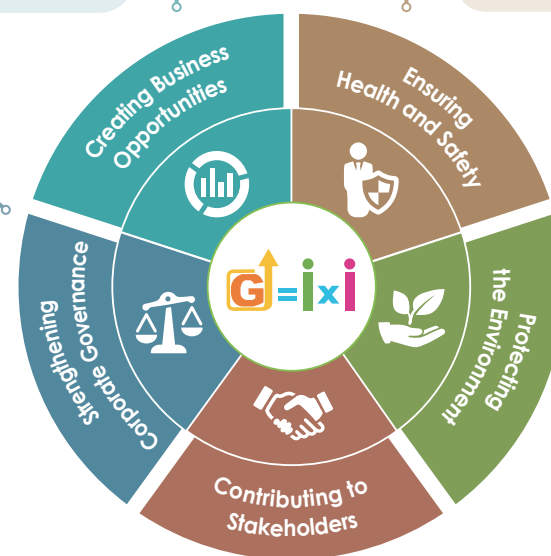 Creating Business
Opportunities
Ensuring
Health and Safety
Strengthening
Corporate Governance
G=ixi
Protecting
the Environment
Contributing to
Stakeholders